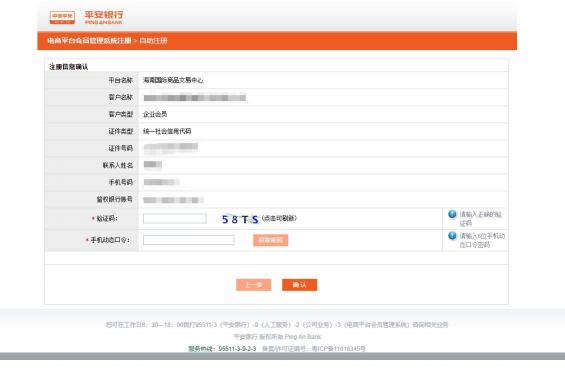 中国平安 平安银行
PING AN BANK
电商平台会员管理系统注册 > 自助注册
注册信息确认
平台名称 海南国际商品交易中心
客户名称
客户类型 企业会员
证件类型 统一社会信用代码
证件号码
联系人姓名
手机号码
鉴权银行账号
* 验证码： 58TS (点击可刷新) 请输入正确的验证码
* 手机动态口令： 获取密码 请输入6位手机动态口令密码
上一步 确认
您可在工作日8：30—18：00拨打95511-3（平安银行）-9（人工服务）-2（公司业务）-3（电商平台会员管理系统）咨询相关业务
平安银行 版权所有 Ping An Bank
服务热线：95511-3-9-2-3 备案/许可证编号：粤ICP备11018345号